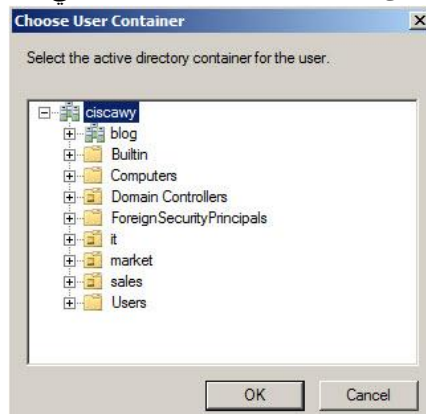 Choose User Container
Select the active directory container for the user.
ciscawy
blog
Builtin
Computers
Domain Controllers
ForeignSecurityPrincipals
it
market
sales
Users
OK
Cancel